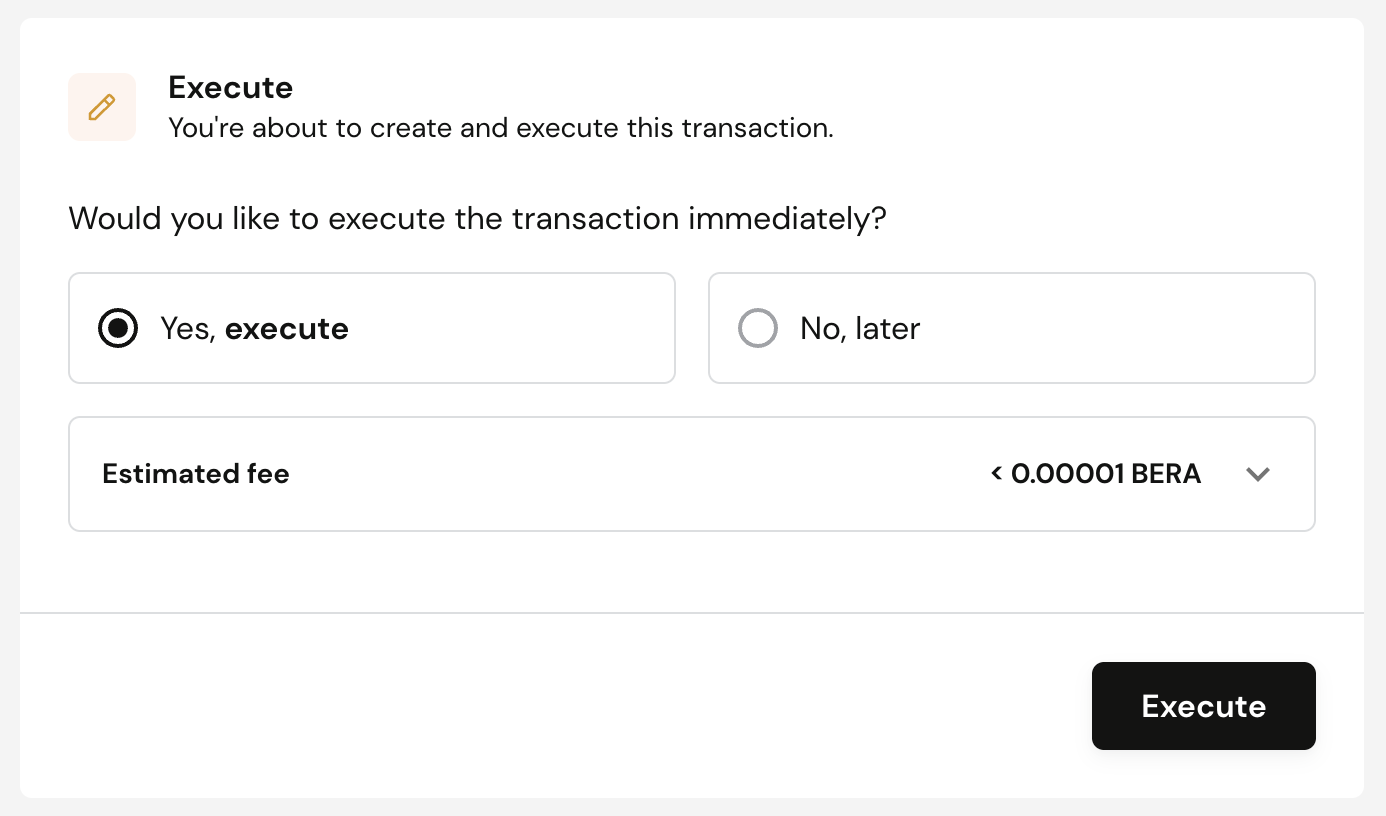 Execute
You're about to create and execute this transaction.
Would you like to execute the transaction immediately?
Yes, execute
No, later
Estimated fee
< 0.00001 BERA
Execute